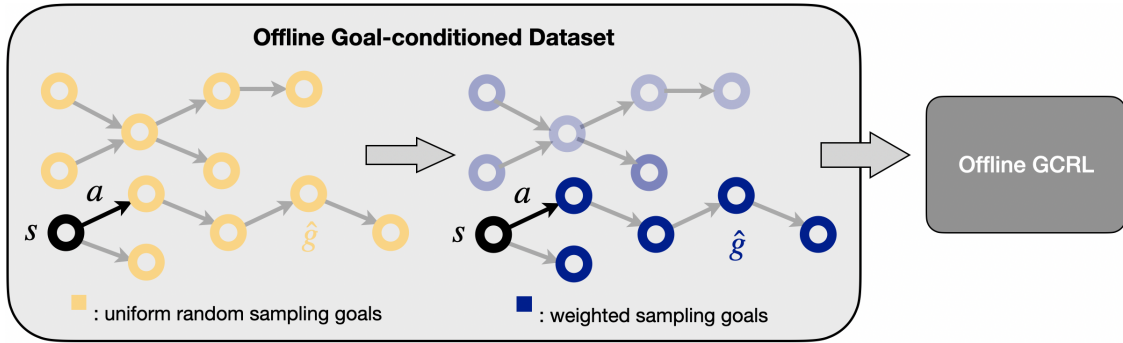 Offline Goal-conditioned Dataset
a
s
ĝ
: uniform random sampling goals
a
s
ĝ
: weighted sampling goals
Offline GCRL